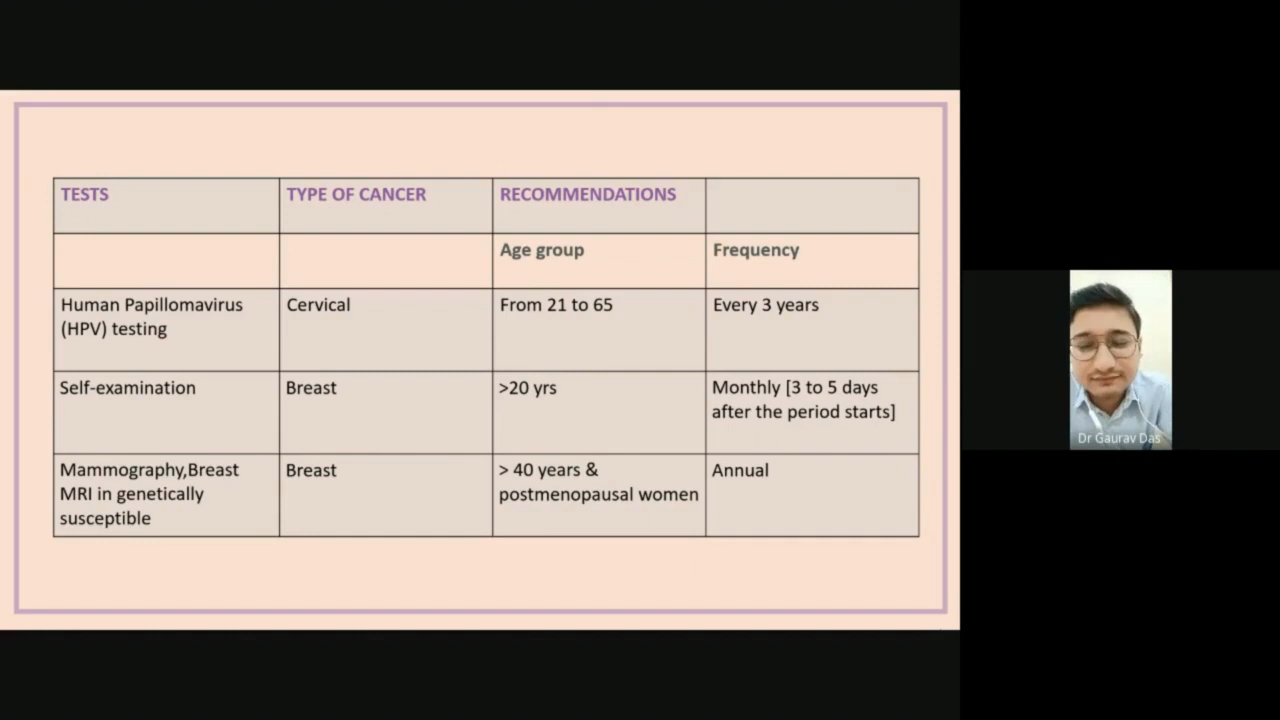 TESTS
TYPE OF CANCER
RECOMMENDATIONS
Age group
Frequency
Human Papillomavirus
(HPV) testing
Cervical
From 21 to 65
Every 3 years
Self-examination
Breast
>20 yrs
Monthly [3 to 5 days
after the period starts]
Mammography,Breast
MRI in genetically
susceptible
Breast
> 40 years &
postmenopausal women
Annual
Dr Gaurav Das